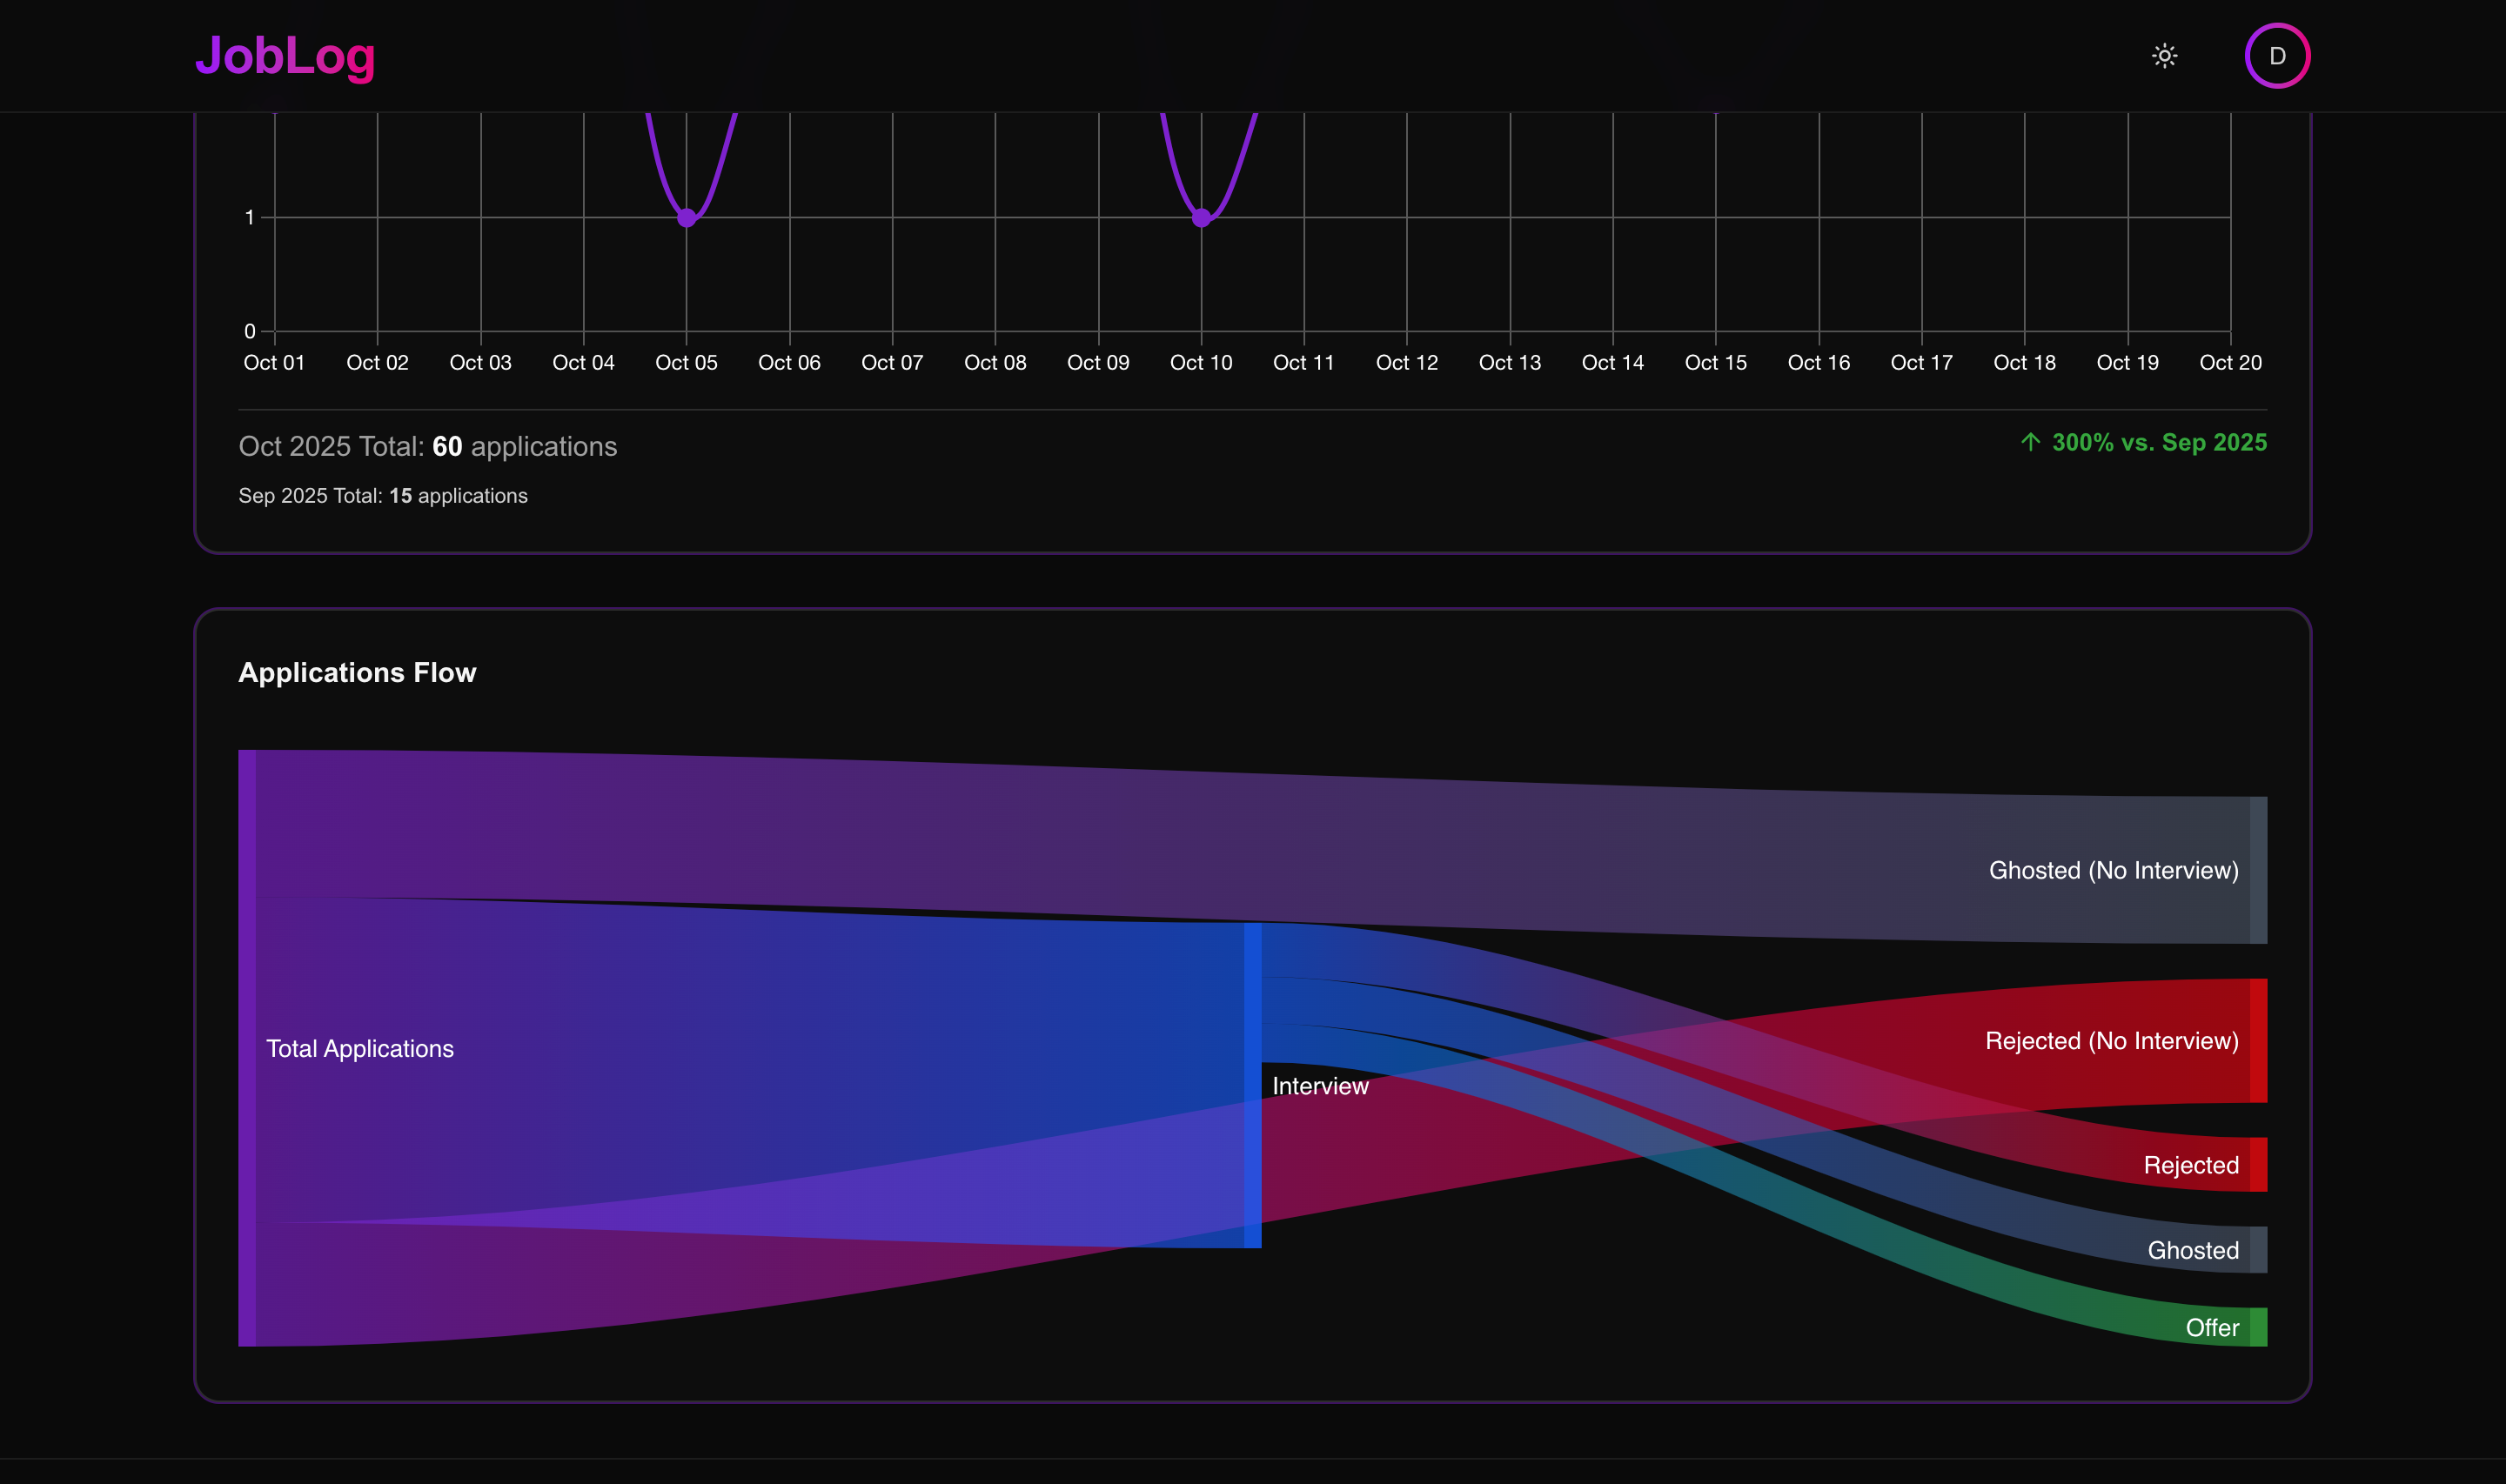 JobLog
D
1
0
Oct 01 Oct 02 Oct 03 Oct 04 Oct 05 Oct 06 Oct 07 Oct 08 Oct 09 Oct 10 Oct 11 Oct 12 Oct 13 Oct 14 Oct 15 Oct 16 Oct 17 Oct 18 Oct 19 Oct 20
Oct 2025 Total: 60 applications
300% vs. Sep 2025
Sep 2025 Total: 15 applications
Applications Flow
Ghosted (No Interview)
Rejected (No Interview)
Total Applications
Interview
Rejected
Ghosted
Offer